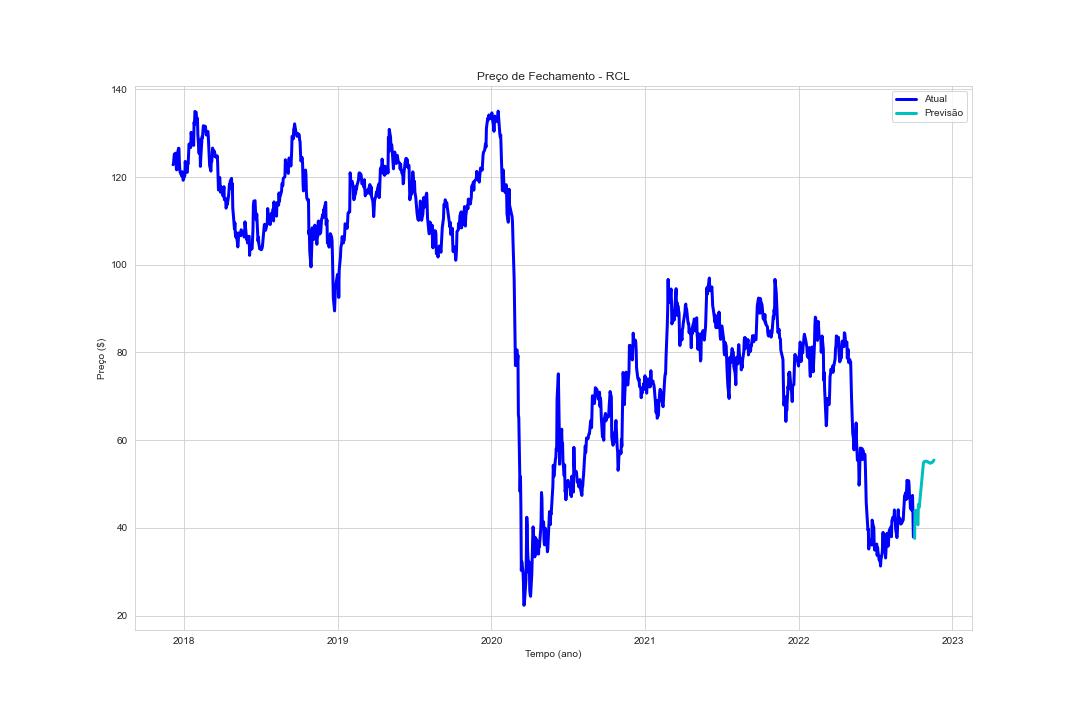 Preço de Fechamento - RCL
Atual
Previsão
140
120
100
80
60
40
20
Preço ($)
2018 2019 2020 2021 2022 2023
Tempo (ano)